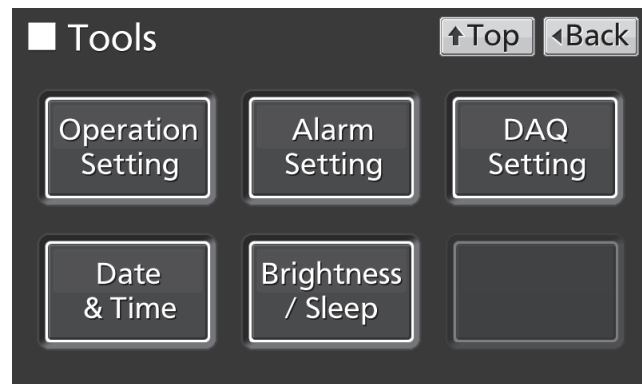 Tools
↑Top
◂Back
Operation
Setting
Alarm
Setting
DAQ
Setting
Date
& Time
Brightness
/ Sleep